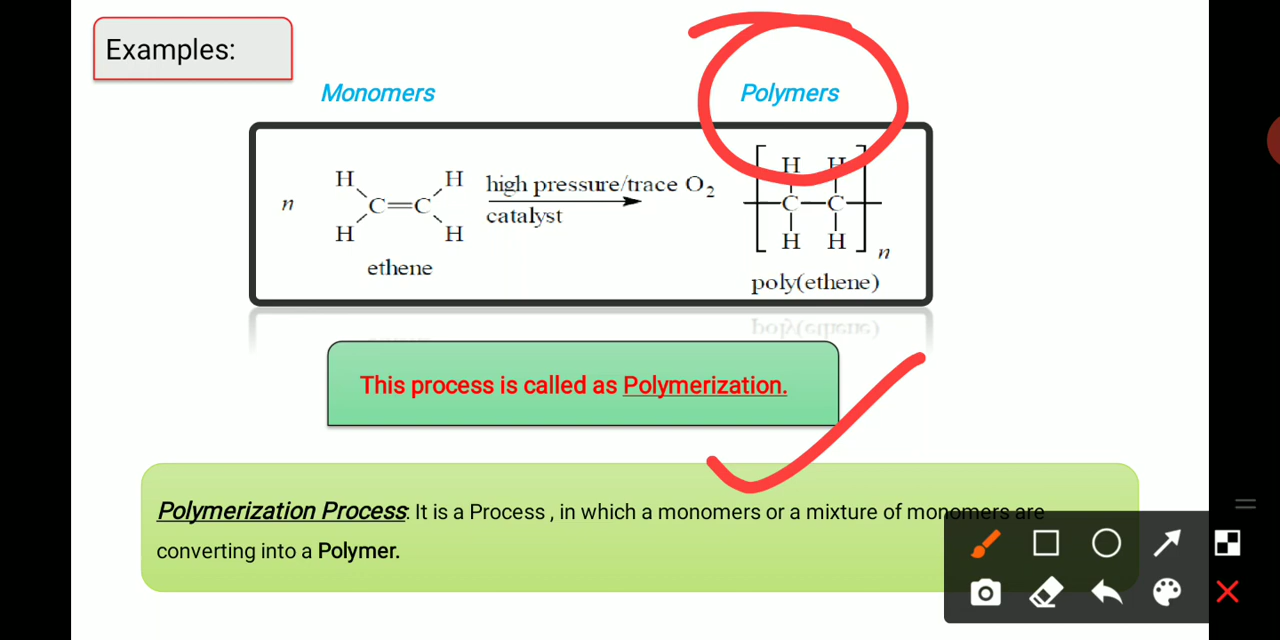 Examples:
Monomers
Polymers
n
H H
C=C
H H
ethene
high pressure/trace O₂
catalyst
H H
C—C
H H
n
poly(ethene)
This process is called as Polymerization.
Polymerization Process: It is a Process , in which a monomers or a mixture of monomers are
converting into a Polymer.